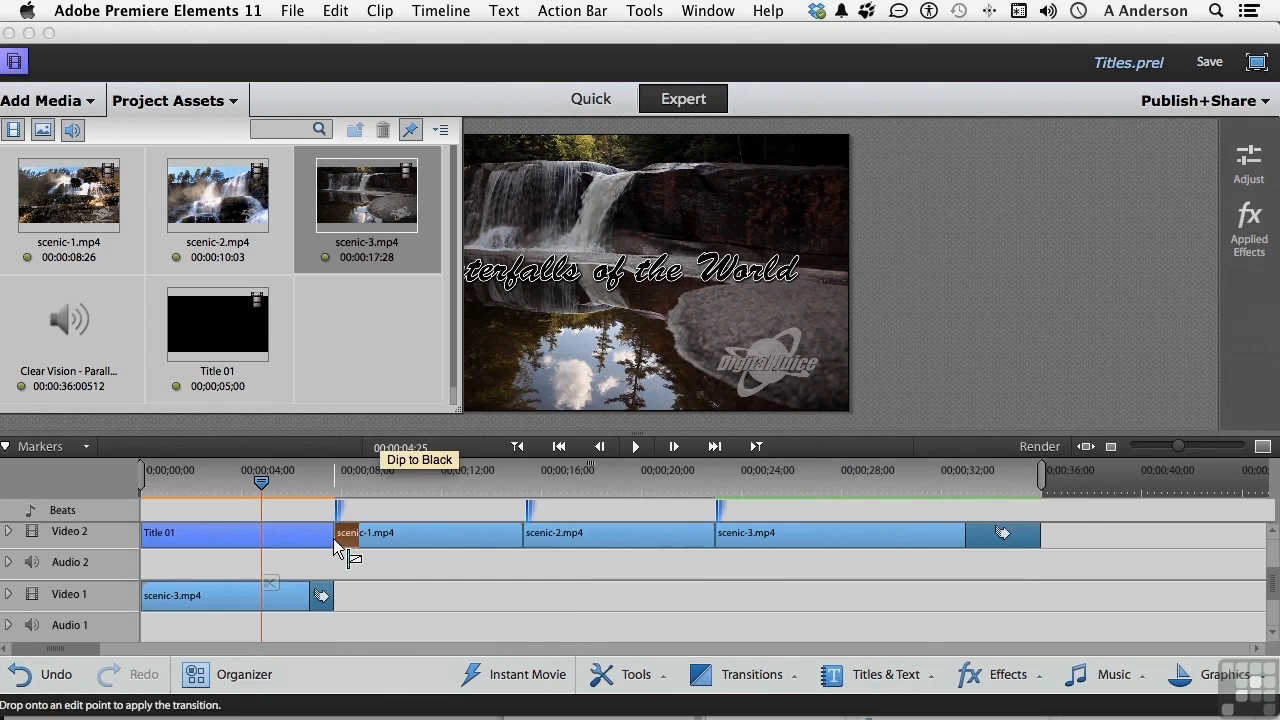 Adobe Premiere Elements 11 File Edit Clip Timeline Text Action Bar Tools Window Help A Anderson
Titles.prel Save
Add Media Project Assets Quick Expert Publish+Share
scenic-1.mp4 scenic-2.mp4 scenic-3.mp4
00:00:08:26 00:00:10:03 00:00:17:28
Adjust
fx
Applied
Effects
terfalls of the World
DigitalJuice
Clear Vision - Parall... Title 01
00:00:36:00512 00;00;05;00
Markers 00:00:04:25 Render
Dip to Black
00;00;00;00 00;00;04;00 00;00;08;00 00;00;12;00 00;00;16;00 00;00;20;00 00;00;24;00 00;00;28;00 00;00;32;00 00;00;36;00 00;00;40;00 00;00;
Beats
Video 2 Title 01 scenic-1.mp4 scenic-2.mp4 scenic-3.mp4
Audio 2
Video 1 scenic-3.mp4
Audio 1
Undo Redo Organizer Instant Movie Tools Transitions T Titles & Text fx Effects Music Graphics
Drop onto an edit point to apply the transition.